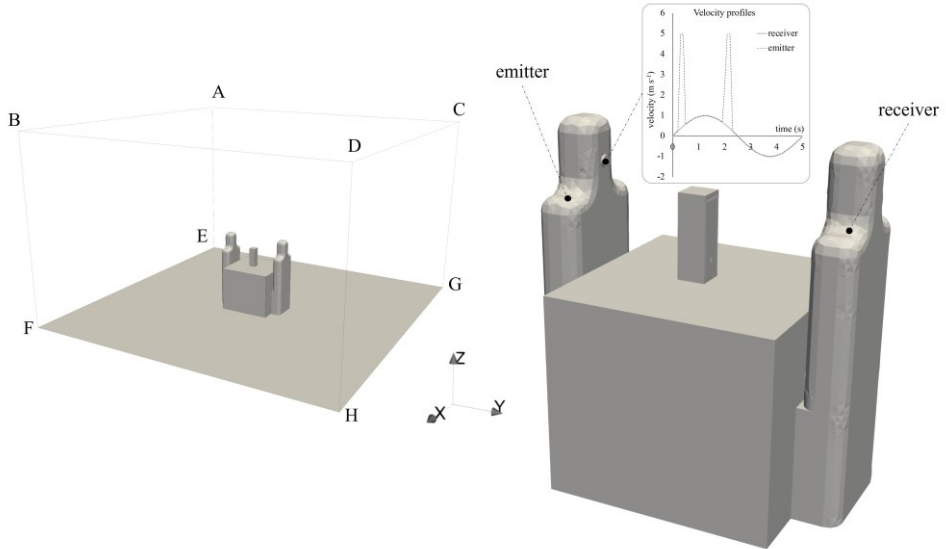 A
B
C
D
E
F
G
H
Z
X
Y
emitter
receiver
Velocity profiles
receiver
emitter
velocity (m s⁻¹)
time (s)
6
5
4
3
2
1
0
-1
-2
0
1
2
3
4
5